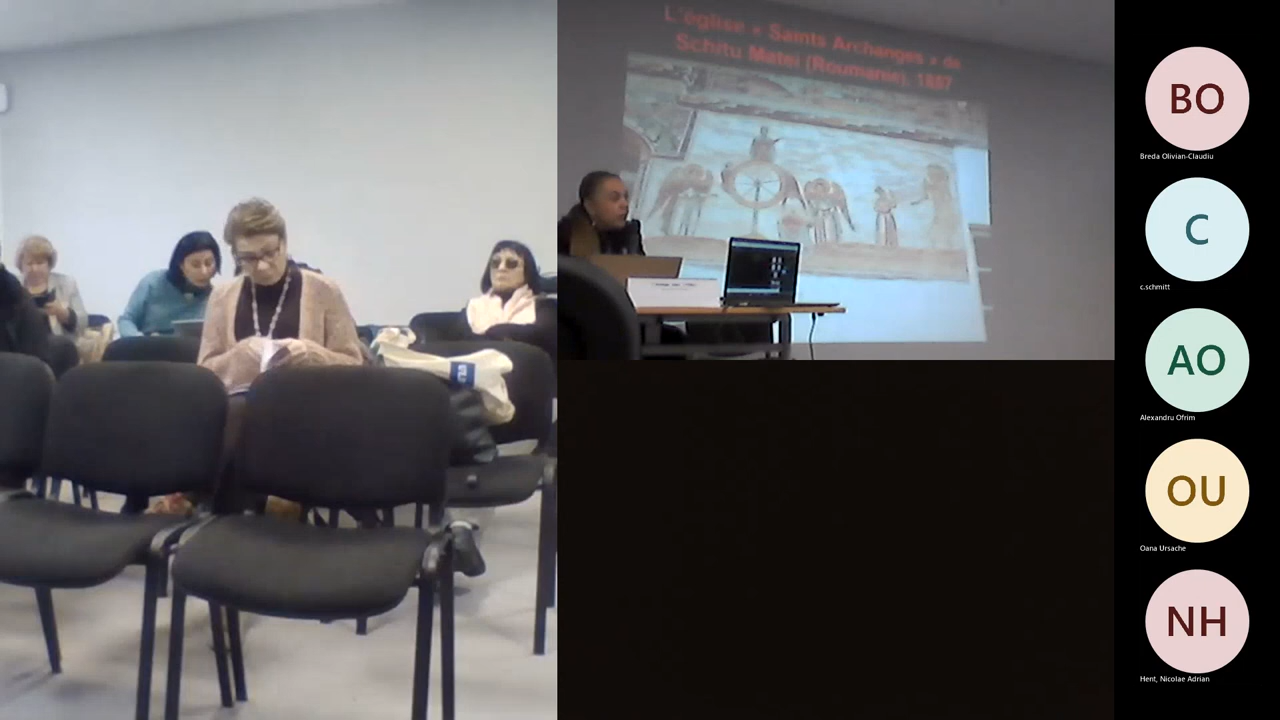 L'église « Saints Archanges » de
Schitu Matei (Roumanie), 1887
BO
Breda Olivian-Claudiu
C
c.schmitt
AO
Alexandru Ofrim
OU
Oana Ursache
NH
Hent, Nicolae Adrian